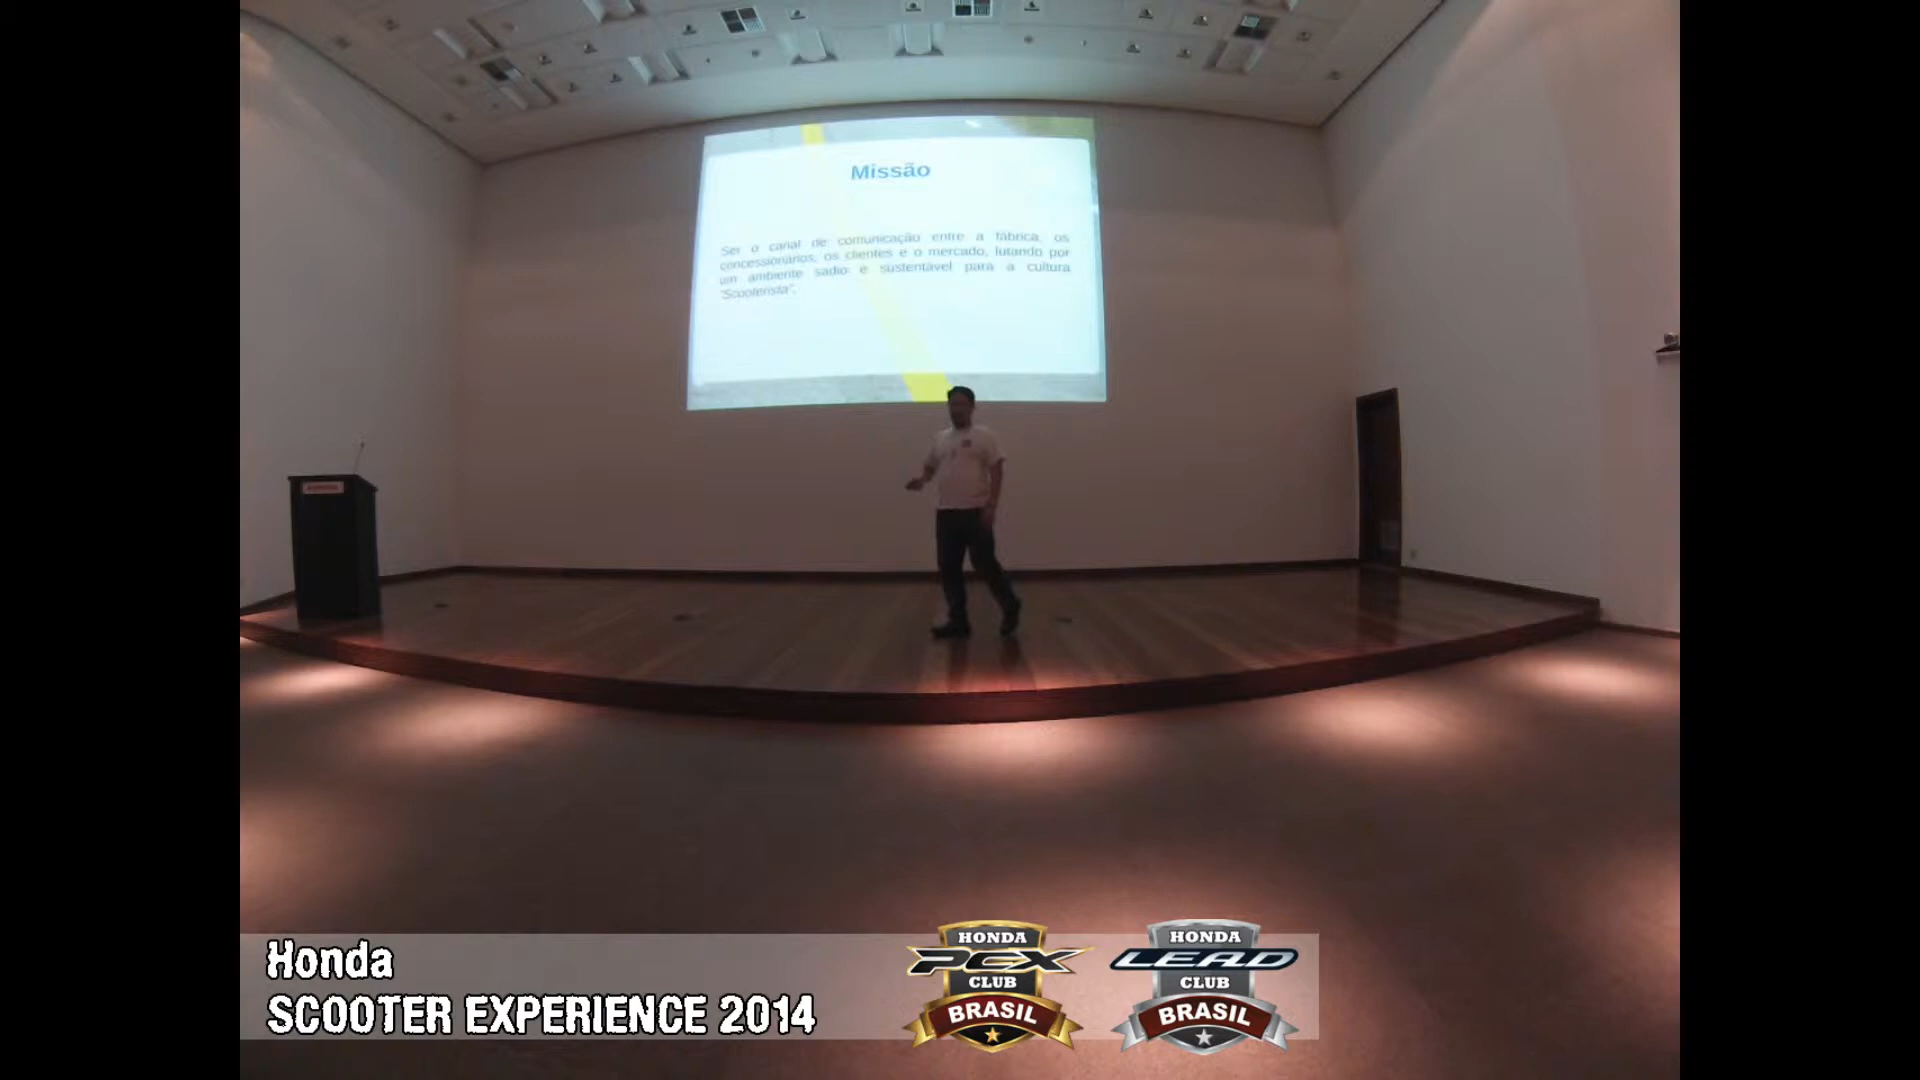 Missão
Ser o canal de comunicação entre a fábrica, os
concessionários, os clientes e o mercado, lutando por
um ambiente sadio e sustentável para a cultura
"Scooterista".
Honda
SCOOTER EXPERIENCE 2014
HONDA
PCX
CLUB
BRASIL
HONDA
LEAD
CLUB
BRASIL